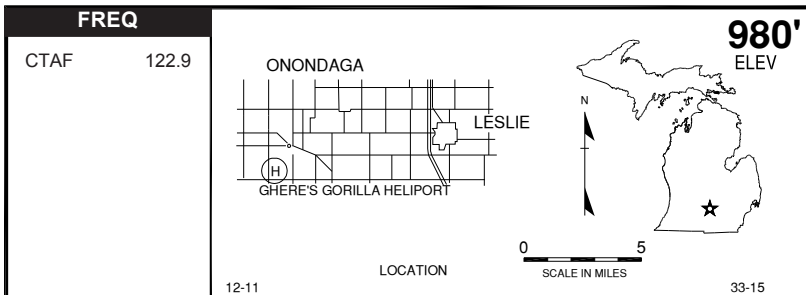 FREQ
CTAF 122.9
980'
ELEV
ONONDAGA
LESLIE
H
GHERE'S GORILLA HELIPORT
N
0 5
SCALE IN MILES
LOCATION
12-11
33-15